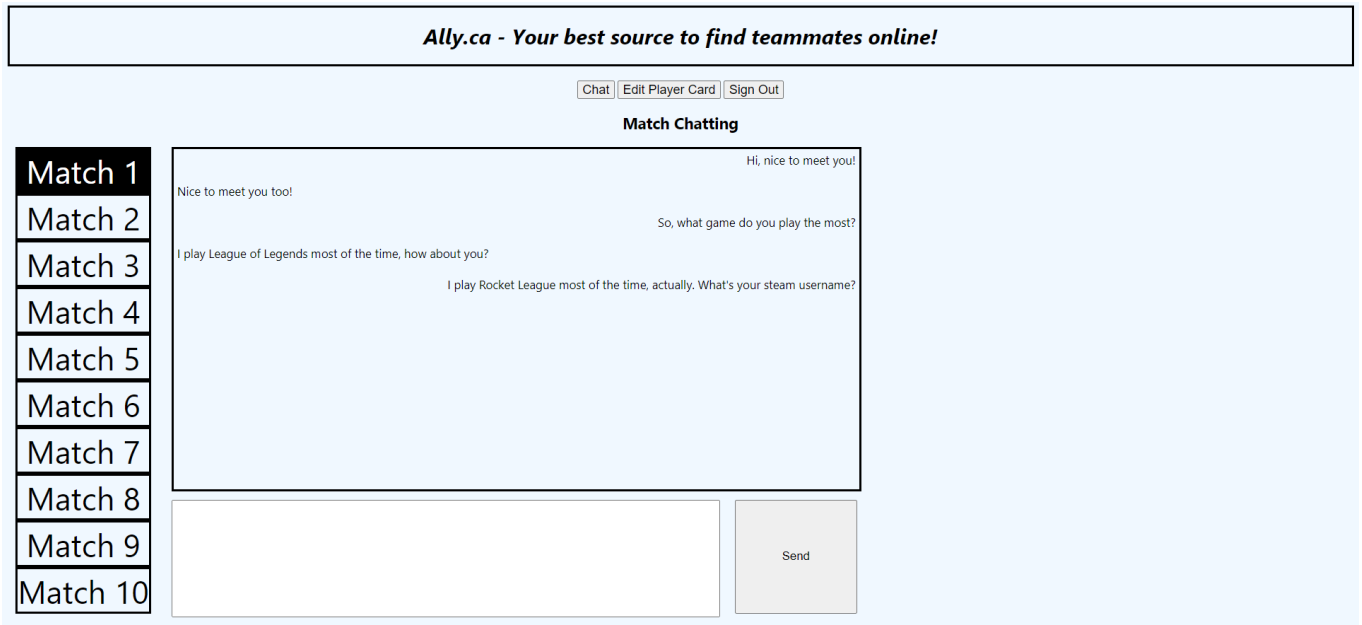 Ally.ca - Your best source to find teammates online!
Chat Edit Player Card Sign Out
Match Chatting
Match 1
Match 2
Match 3
Match 4
Match 5
Match 6
Match 7
Match 8
Match 9
Match 10
Hi, nice to meet you!
Nice to meet you too!
So, what game do you play the most?
I play League of Legends most of the time, how about you?
I play Rocket League most of the time, actually. What's your steam username?
Send